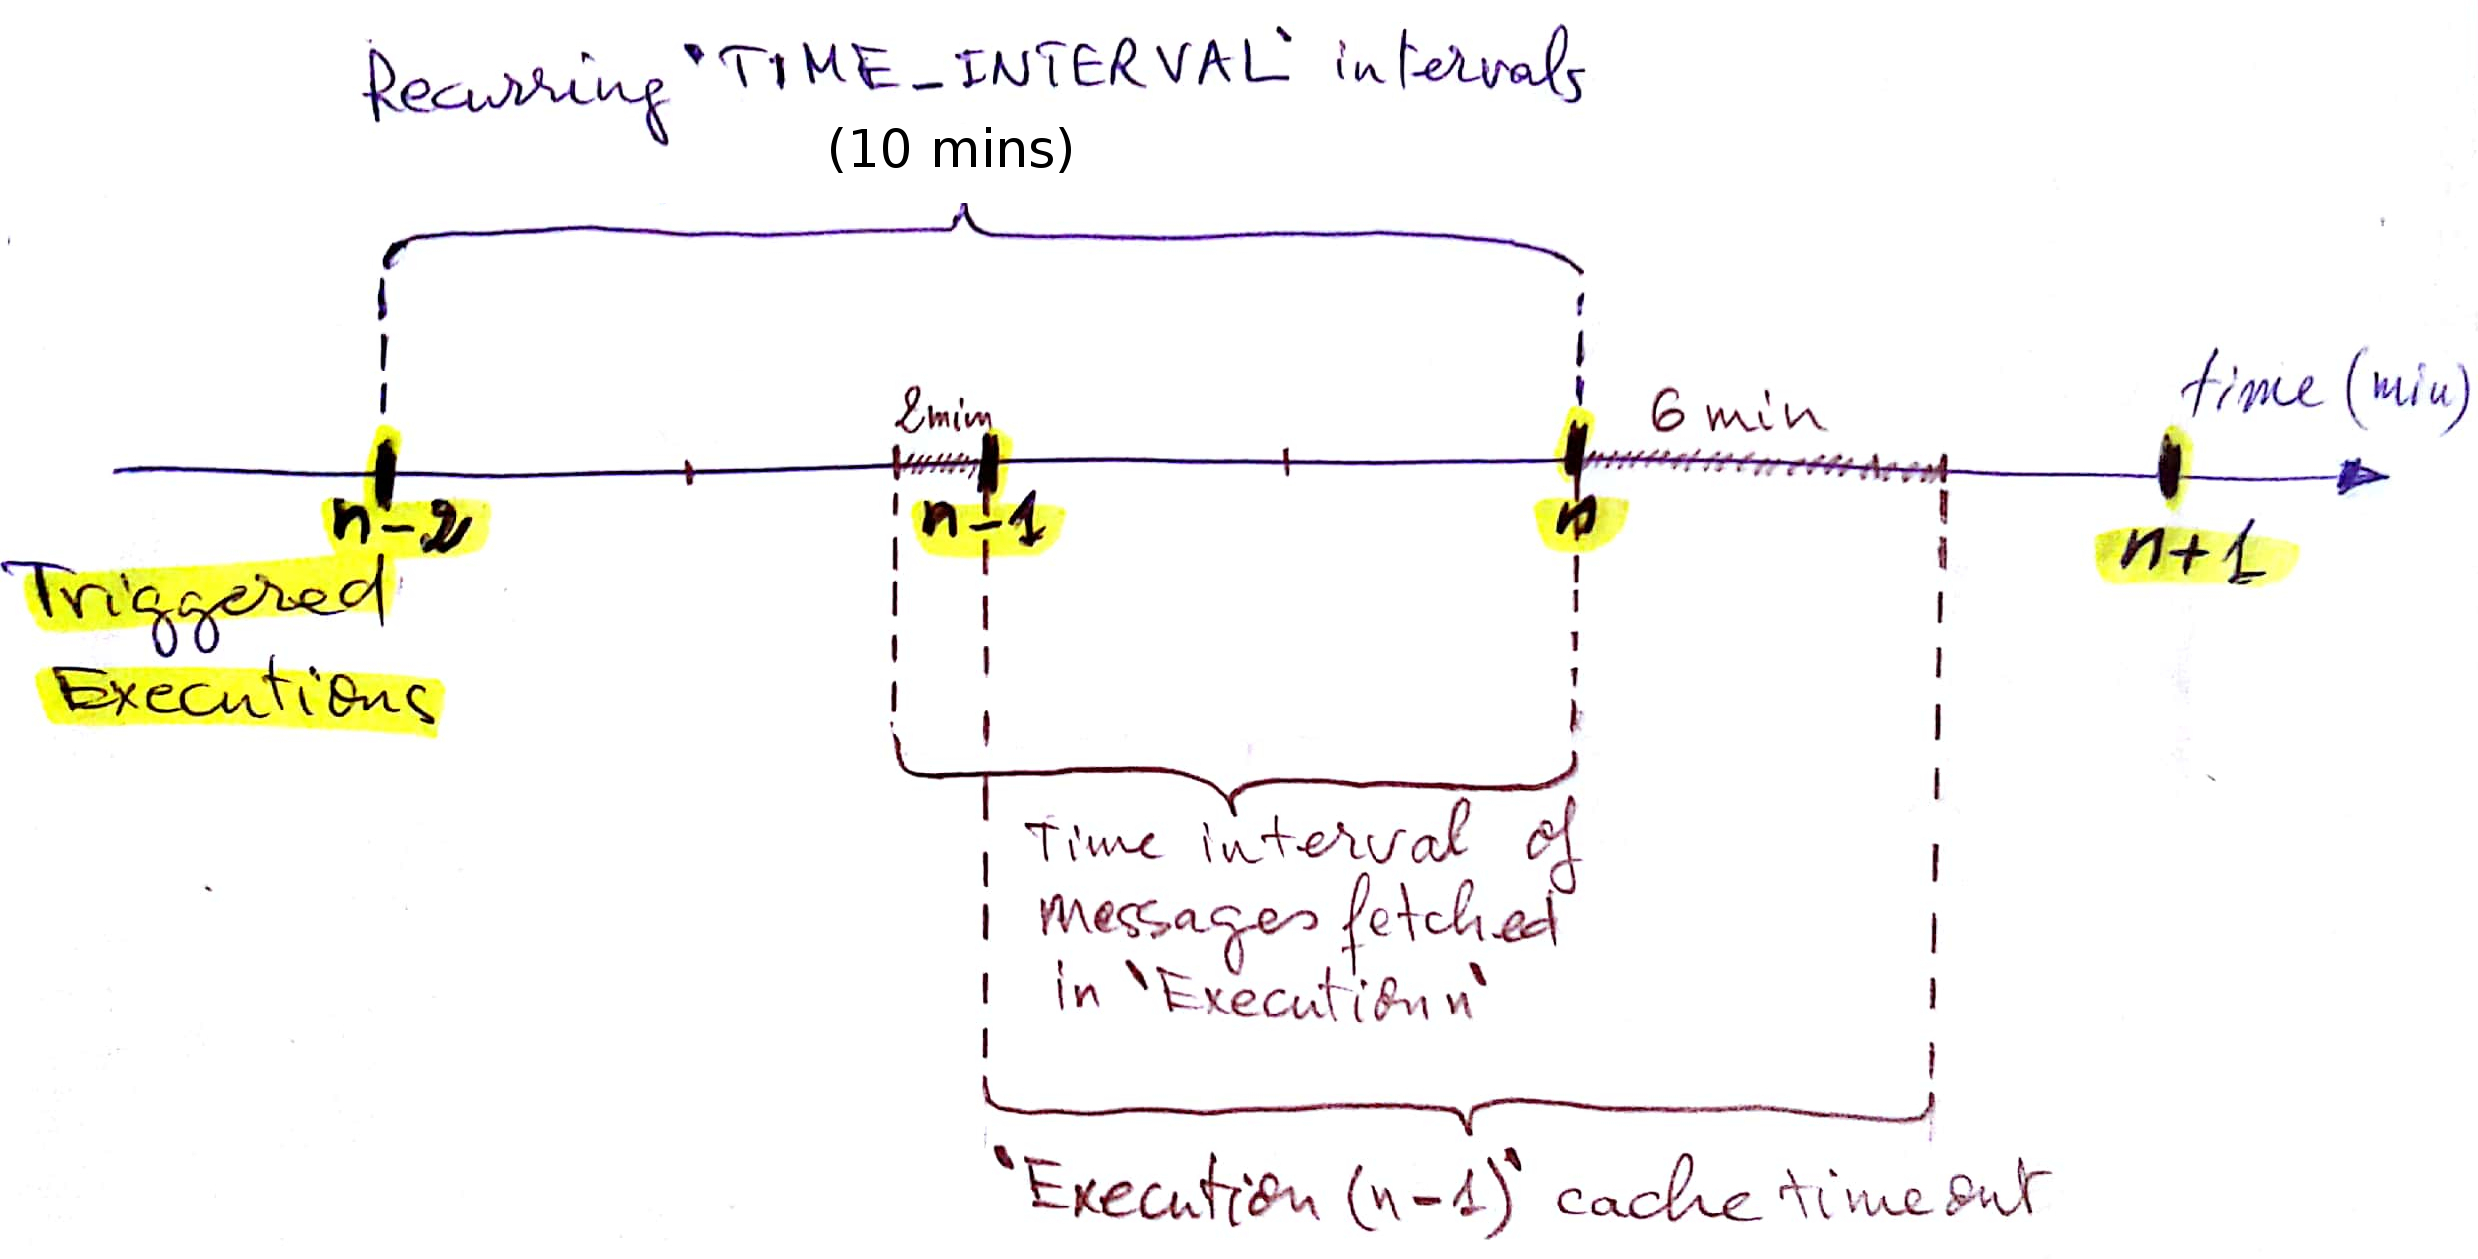 Recurring `TIME_INTERVAL` intervals
(10 mins)
2min
6 min
time (min)
n-2
n-1
n
n+1
Triggered
Executions
Time interval of
messages fetched
in `Execution n`
`Execution (n-1)` cache timeout